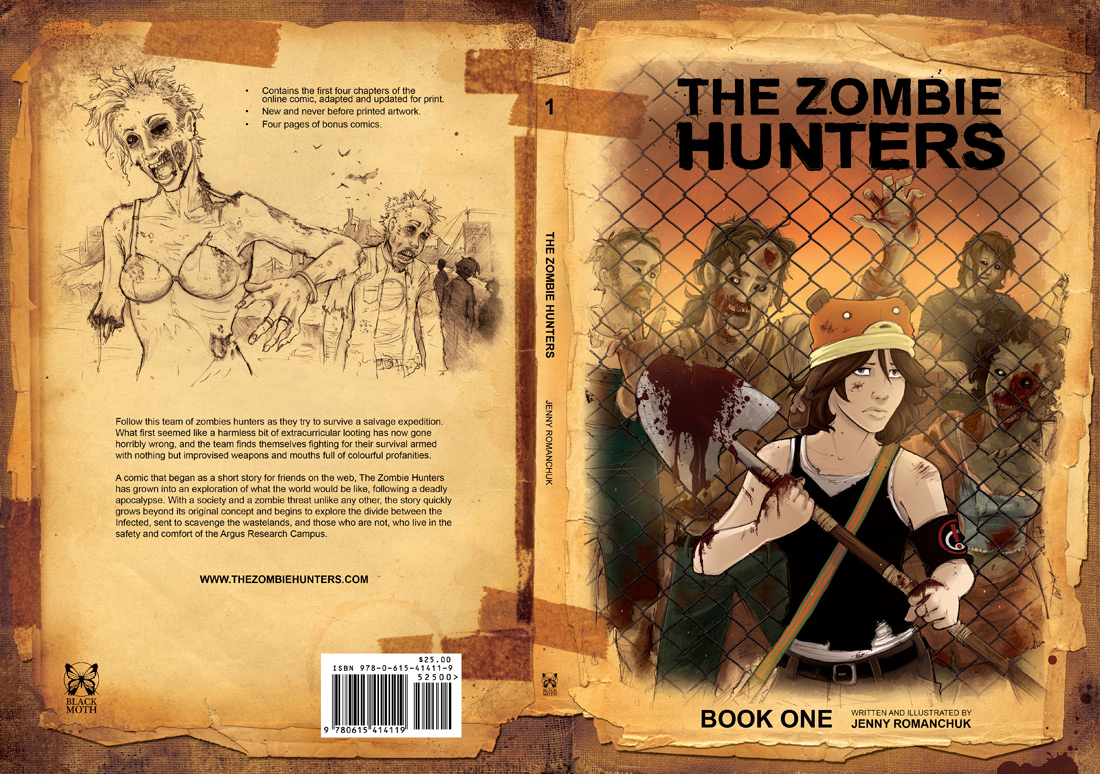 • Contains the first four chapters of the
online comic, adapted and updated for print.
• New and never before printed artwork.
• Four pages of bonus comics.
Follow this team of zombies hunters as they try to survive a salvage expedition.
What first seemed like a harmless bit of extracurricular looting has now gone
horribly wrong, and the team finds themselves fighting for their survival armed
with nothing but improvised weapons and mouths full of colourful profanities.
A comic that began as a short story for friends on the web, The Zombie Hunters
has grown into an exploration of what the world would be like, following a deadly
apocalypse. With a society and a zombie threat unlike any other, the story quickly
grows beyond its original concept and begins to explore the divide between the
Infected, sent to scavenge the wastelands, and those who are not, who live in the
safety and comfort of the Argus Research Campus.
WWW.THEZOMBIEHUNTERS.COM
BLACK
MOTH
$25.00
ISBN 978-0-615-41411-9
52500>
9 780615 414119
1
THE ZOMBIE HUNTERS
JENNY ROMANCHUK
BLACK
MOTH
THE ZOMBIE
HUNTERS
BOOK ONE
WRITTEN AND ILLUSTRATED BY
JENNY ROMANCHUK